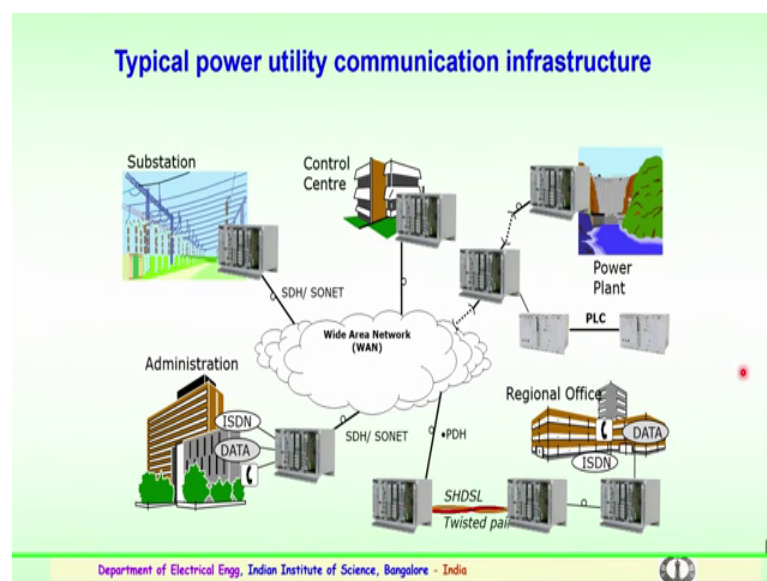 Typical power utility communication infrastructure
Substation
Control
Centre
Power
Plant
SDH/ SONET
PLC
Wide Area Network
(WAN)
Administration
Regional Office
ISDN
DATA
SDH/ SONET
•PDH
DATA
ISDN
SHDSL
Twisted pair
Department of Electrical Engg, Indian Institute of Science, Bangalore - India